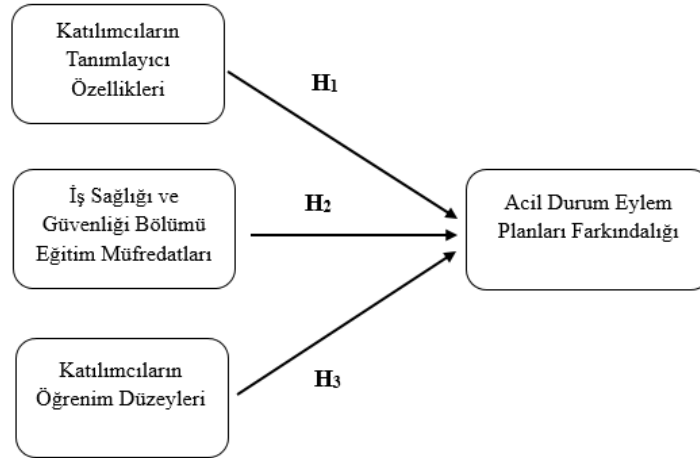 Katılımcıların
Tanımlayıcı
Özellikleri
H1
İş Sağlığı ve
Güvenliği Bölümü
Eğitim Müfredatları
H2
Acil Durum Eylem
Planları Farkındalığı
Katılımcıların
Öğrenim Düzeyleri
H3